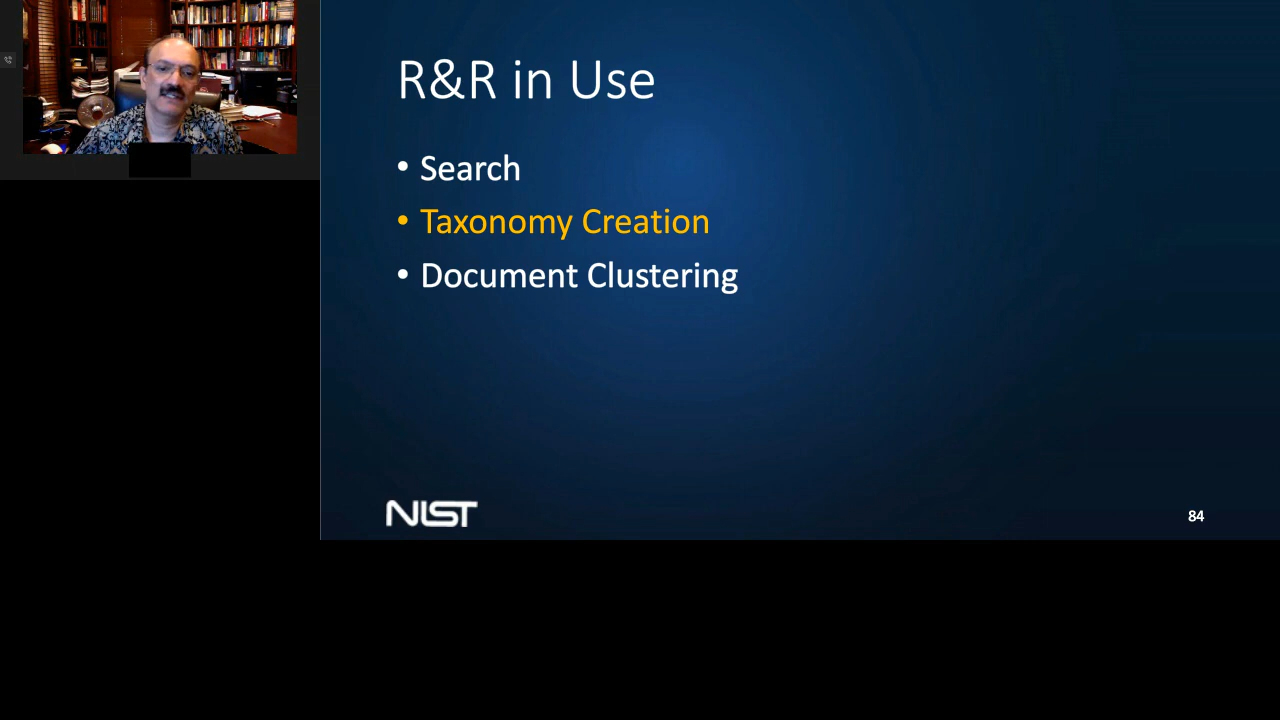 R&R in Use
• Search
• Taxonomy Creation
• Document Clustering
NIST
84